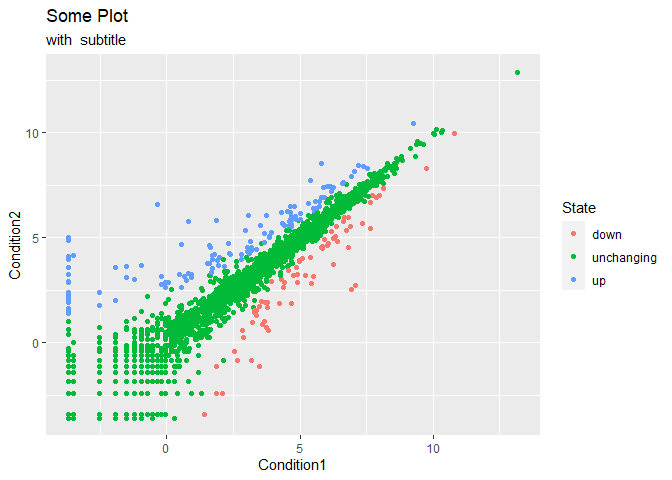 Some Plot
with  subtitle
10
5
0
Condition2
0
5
10
Condition1
State
down
unchanging
up